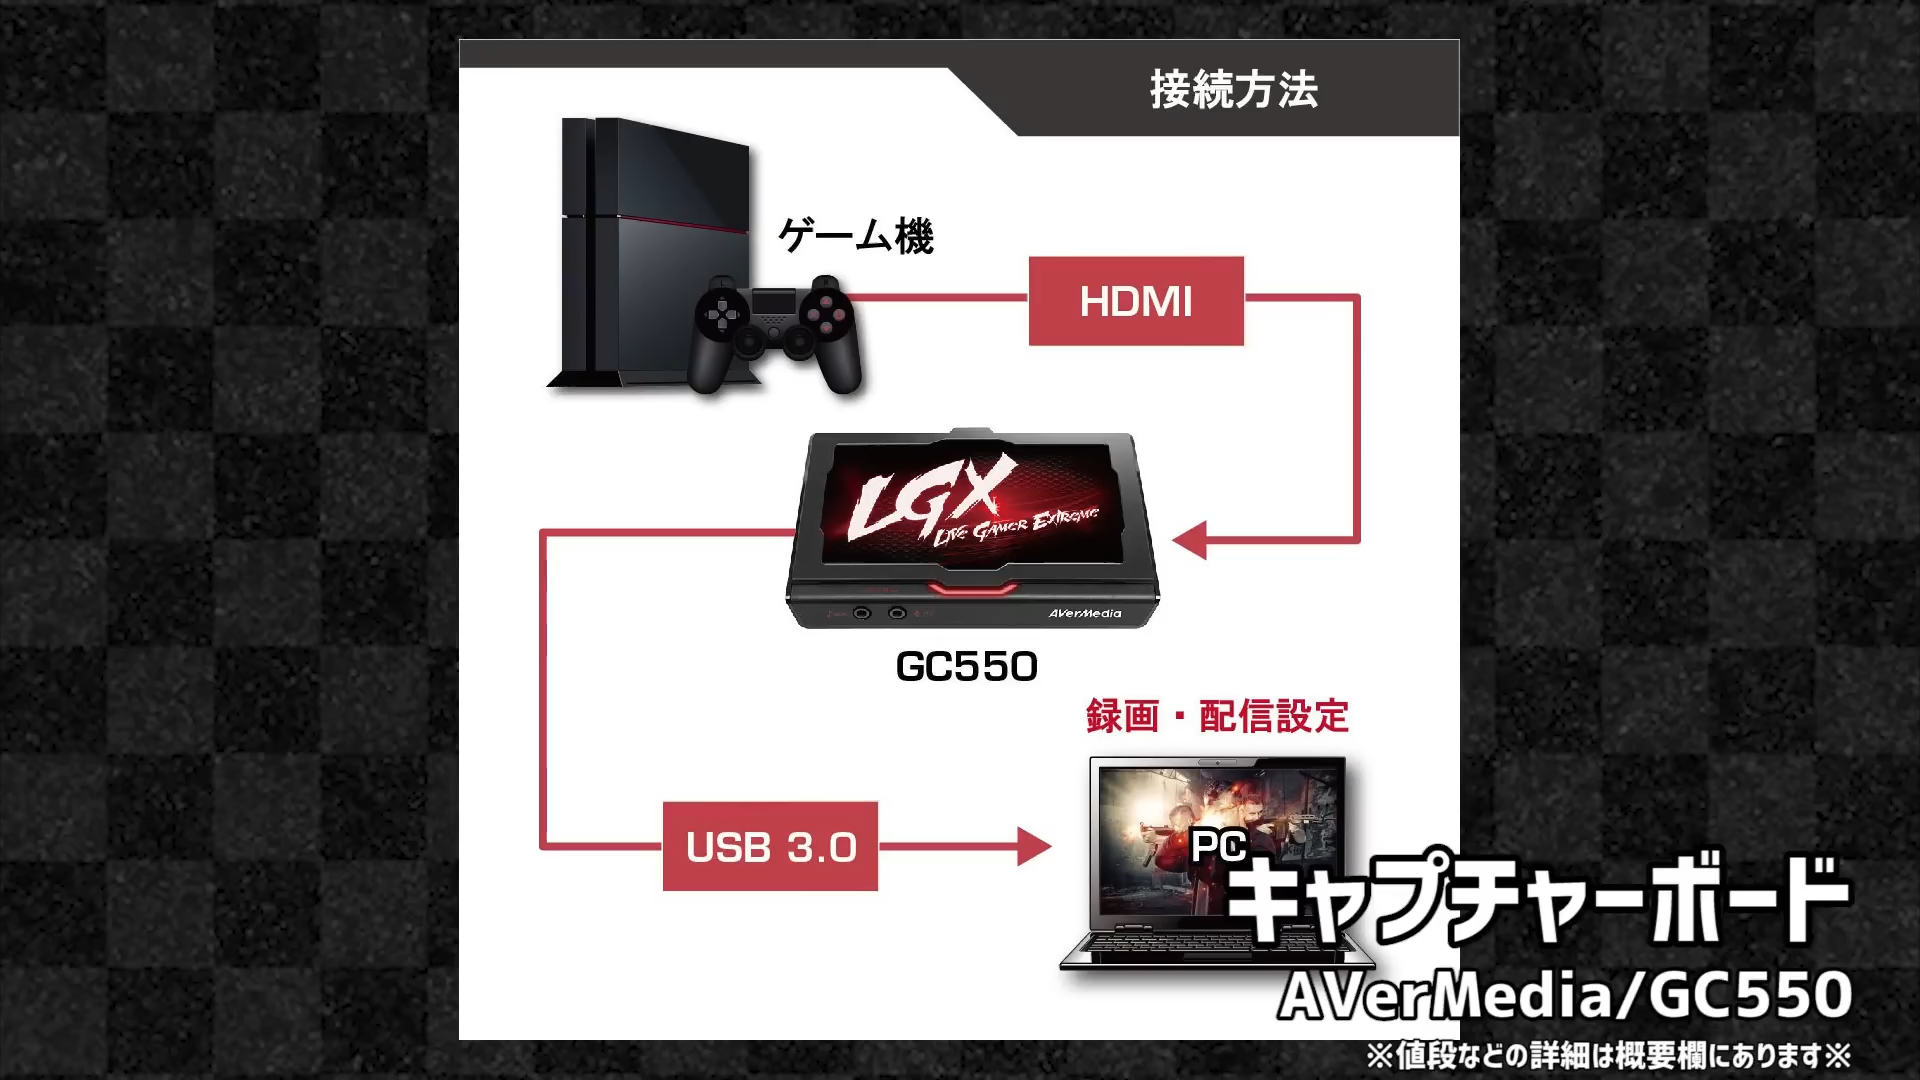 接続方法
ゲーム機
HDMI
LGX
LIVE GAMER EXTREME
AVerMedia
GC550
録画・配信設定
USB 3.0
PC
キャプチャーボード
AVerMedia/GC550
※値段などの詳細は概要欄にあります※